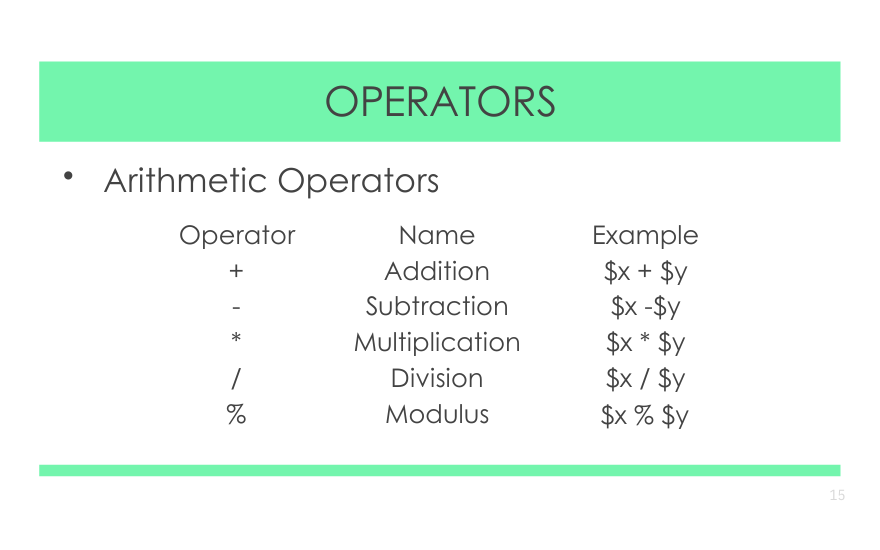 OPERATORS
• Arithmetic Operators
Operator Name Example
+ Addition $x + $y
- Subtraction $x -$y
* Multiplication $x * $y
/ Division $x / $y
% Modulus $x % $y
15